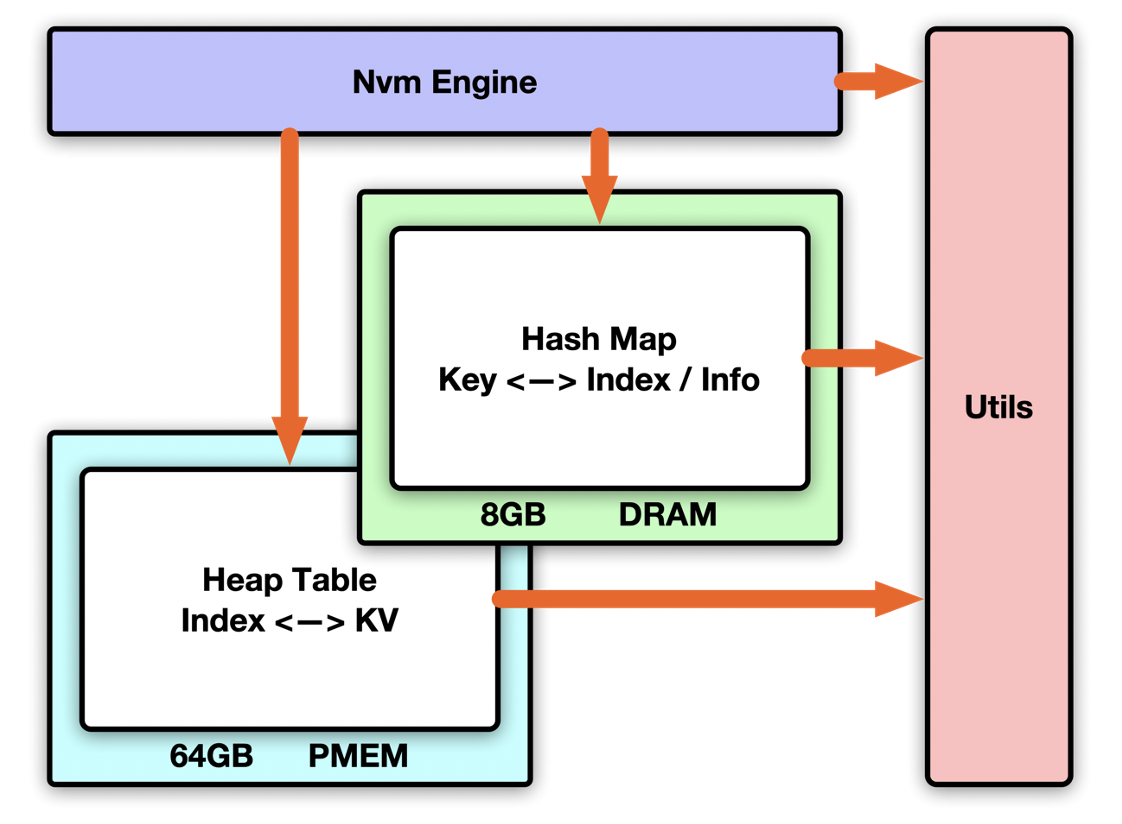 Nvm Engine
Hash Map
Key <—> Index / Info
8GB DRAM
Utils
Heap Table
Index <—> KV
64GB PMEM